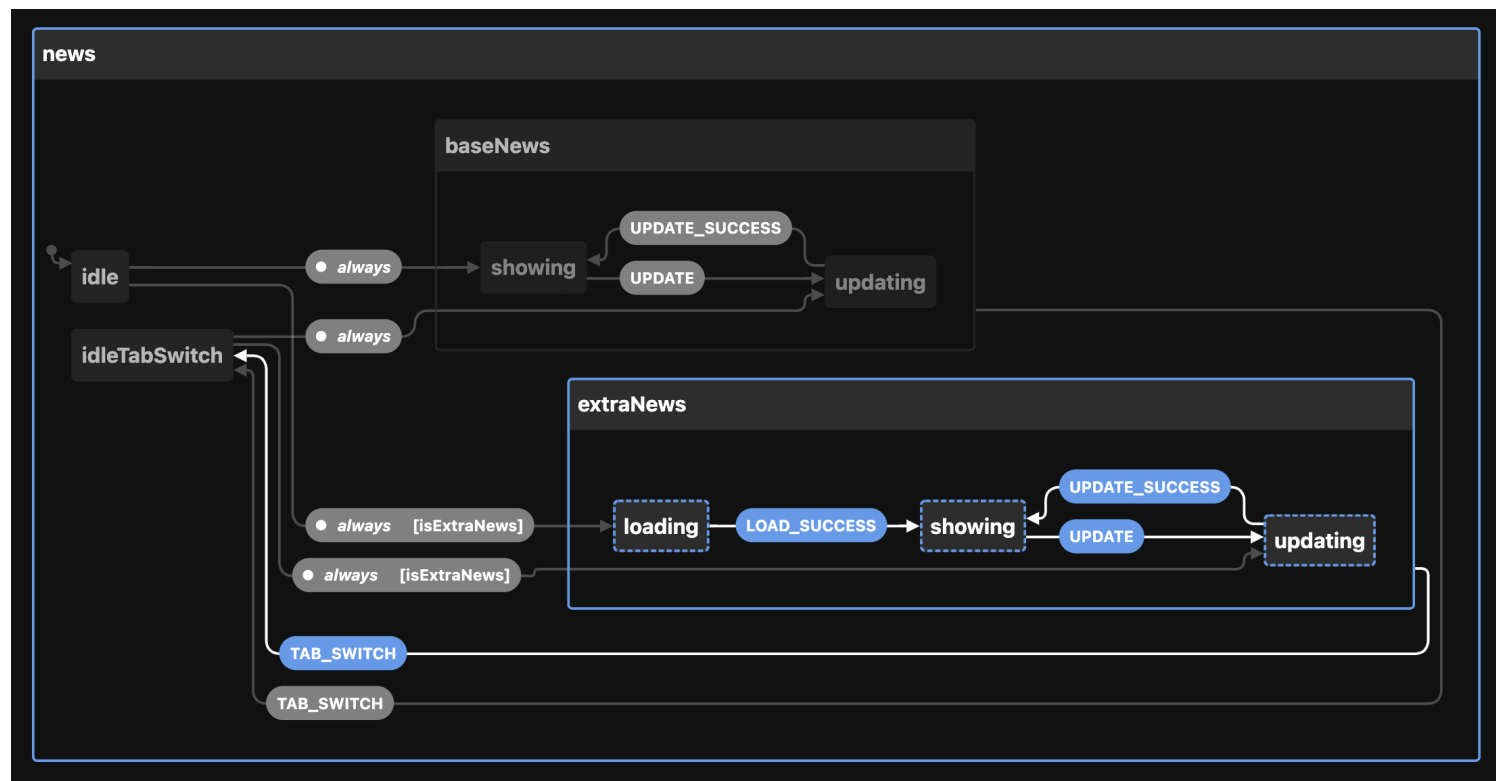 news
baseNews
UPDATE_SUCCESS
idle
always
showing
UPDATE
updating
always
idleTabSwitch
extraNews
UPDATE_SUCCESS
always [isExtraNews]
loading
LOAD_SUCCESS
showing
UPDATE
updating
always [isExtraNews]
TAB_SWITCH
TAB_SWITCH